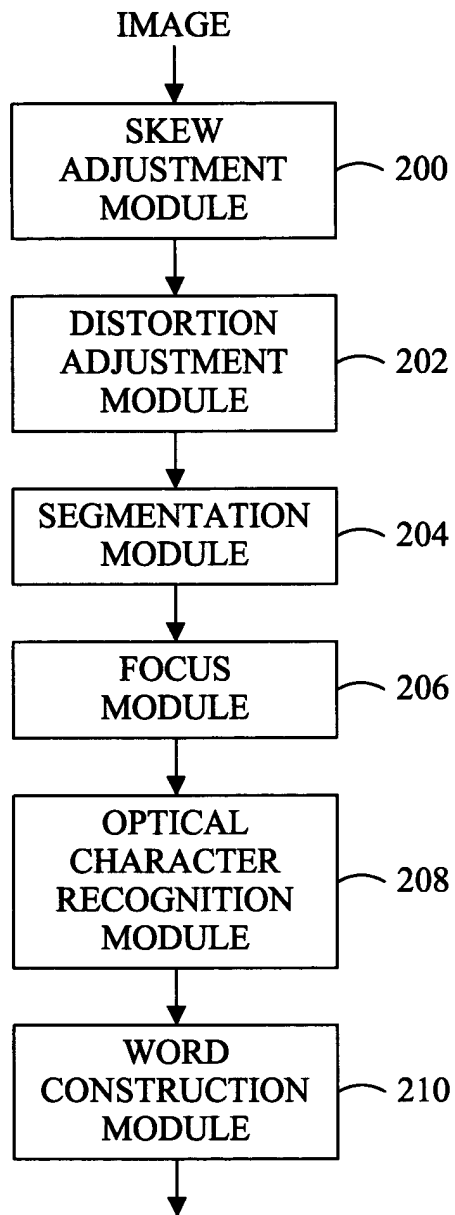 IMAGE
SKEW
ADJUSTMENT
MODULE
200
DISTORTION
ADJUSTMENT
MODULE
202
SEGMENTATION
MODULE
204
FOCUS
MODULE
206
OPTICAL
CHARACTER
RECOGNITION
MODULE
208
WORD
CONSTRUCTION
MODULE
210